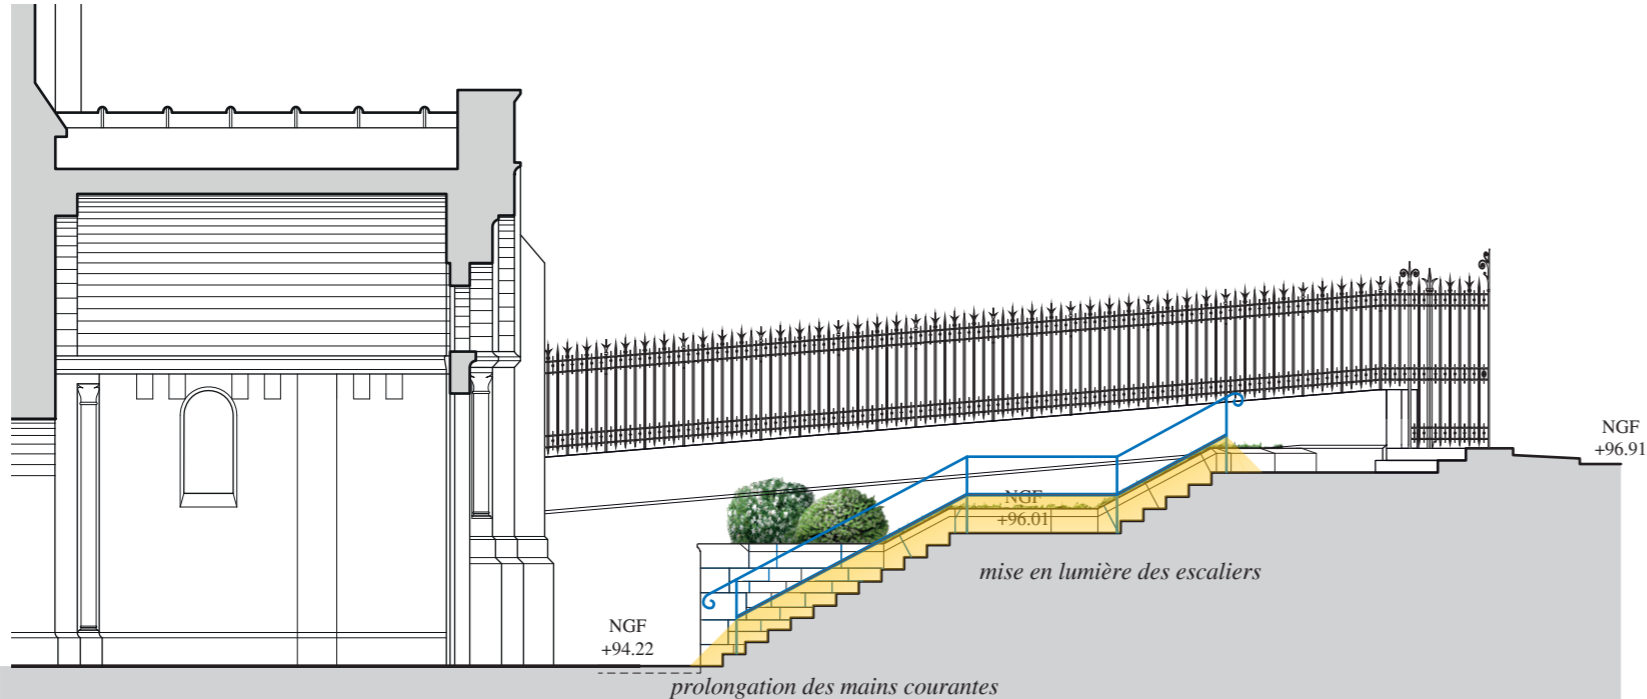 NGF
+96.91
NGF
+96.01
mise en lumière des escaliers
NGF
+94.22
prolongation des mains courantes